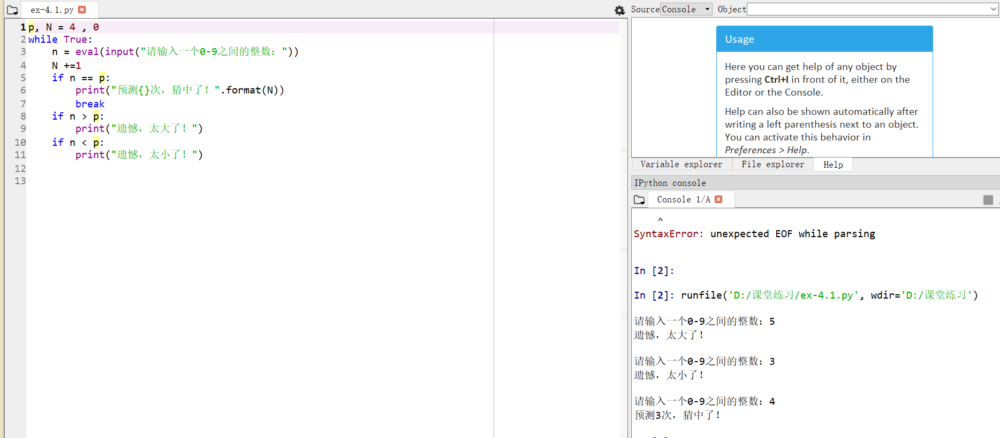 ex-4.1.py
1 p, N = 4 , 0
2 while True:
3     n = eval(input("请输入一个0-9之间的整数："))
4     N +=1
5     if n == p:
6         print("预测{}次，猜中了！".format(N))
7         break
8     if n > p:
9         print("遗憾，太大了！")
10     if n < p:
11         print("遗憾，太小了！")
12
13
Source Console Object
Usage
Here you can get help of any object by
pressing Ctrl+I in front of it, either on the
Editor or the Console.
Help can also be shown automatically after
writing a left parenthesis next to an object.
You can activate this behavior in
Preferences > Help.
Variable explorer File explorer Help
IPython console
Console 1/A
^
SyntaxError: unexpected EOF while parsing
In [2]:
In [2]: runfile('D:/课堂练习/ex-4.1.py', wdir='D:/课堂练习')
请输入一个0-9之间的整数：5
遗憾，太大了！
请输入一个0-9之间的整数：3
遗憾，太小了！
请输入一个0-9之间的整数：4
预测3次，猜中了！